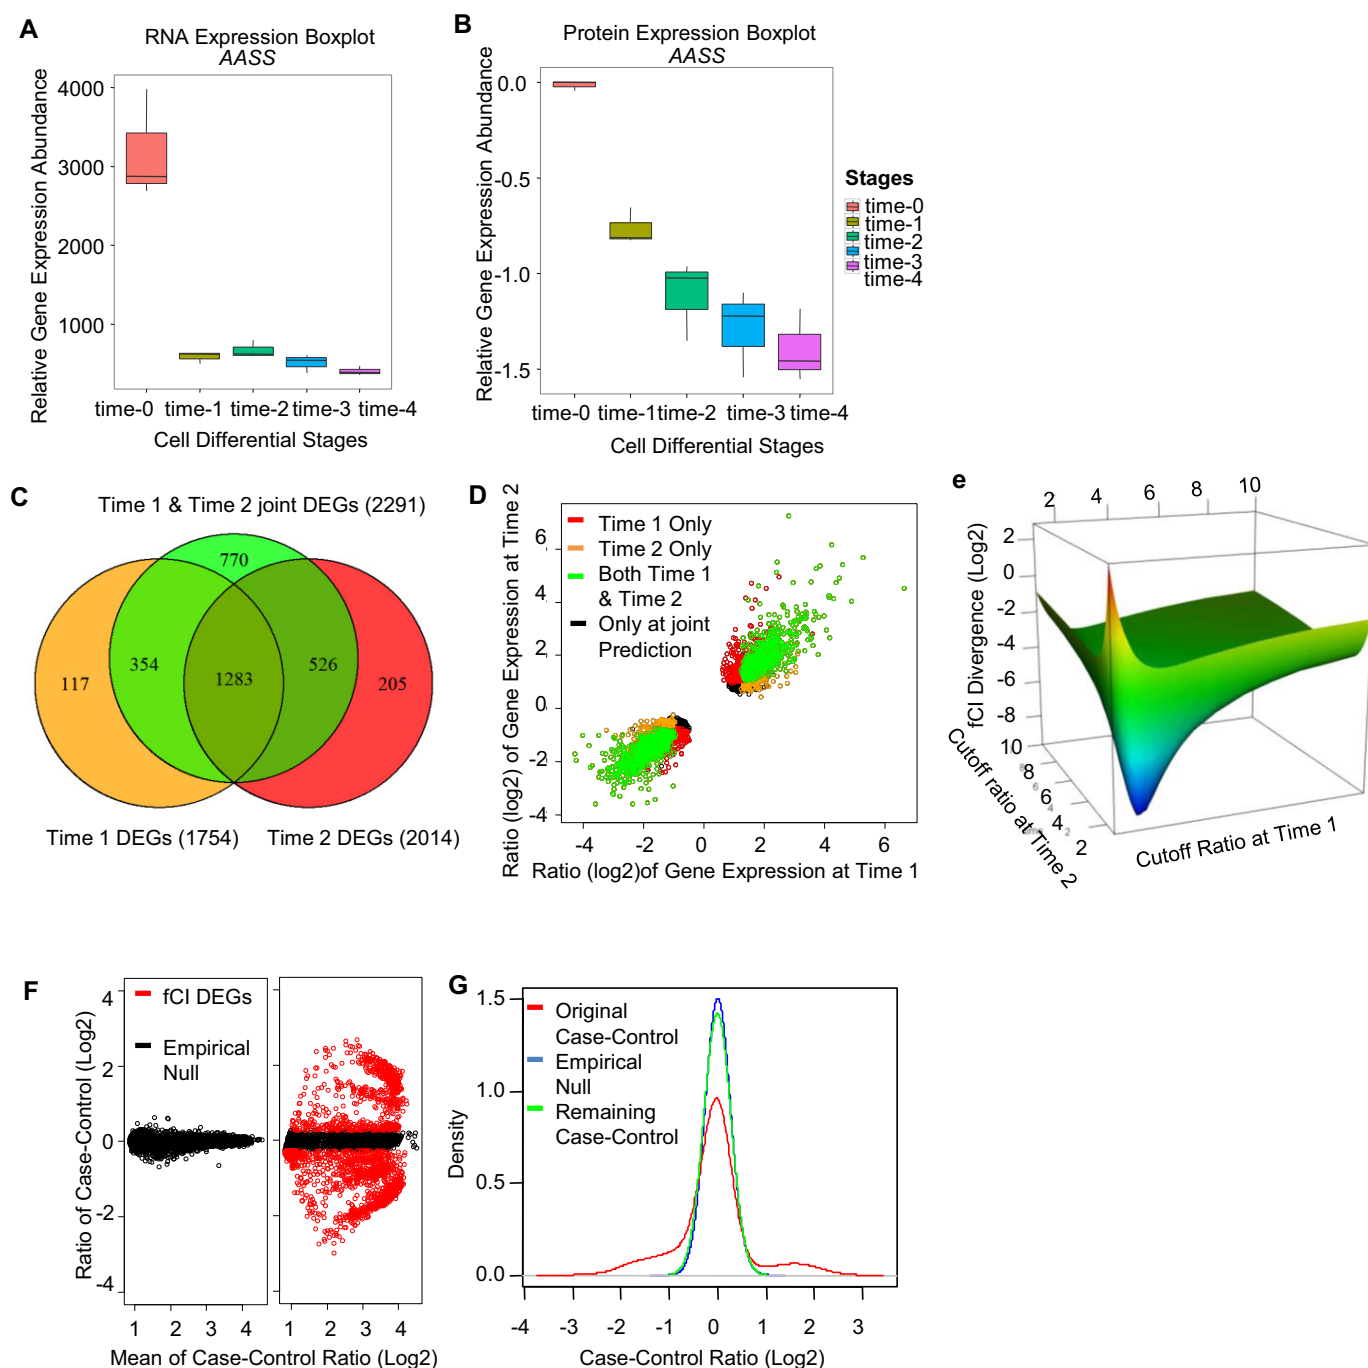 A
RNA Expression Boxplot
AASS
Relative Gene Expression Abundance
4000
3000
2000
1000
time-0 time-1 time-2 time-3 time-4
Cell Differential Stages
B
Protein Expression Boxplot
AASS
Relative Gene Expression Abundance
0.0
-0.5
-1.0
-1.5
time-0 time-1 time-2 time-3 time-4
Cell Differential Stages
Stages
time-0
time-1
time-2
time-3
time-4
C
Time 1 & Time 2 joint DEGs (2291)
770
354
526
117
1283
205
Time 1 DEGs (1754)
Time 2 DEGs (2014)
D
Ratio (log2) of Gene Expression at Time 2
6
4
2
0
-2
-4
Time 1 Only
Time 2 Only
Both Time 1
& Time 2
Only at joint
Prediction
-4 -2 0 2 4 6
Ratio (log2)of Gene Expression at Time 1
e
2 4 6 8 10
fCI Divergence (Log2)
2
0
-2
-4
-6
-8
10
8
6
4
2
Cutoff ratio at Time 2
Cutoff Ratio at Time 1
F
Ratio of Case-Control (Log2)
4
2
0
-2
-4
fCI DEGs
Empirical
Null
1 2 3 4 1 2 3 4
Mean of Case-Control Ratio (Log2)
G
Density
1.5
1.0
0.5
0.0
Original
Case-Control
Empirical
Null
Remaining
Case-Control
-4 -3 -2 -1 0 1 2 3
Case-Control Ratio (Log2)